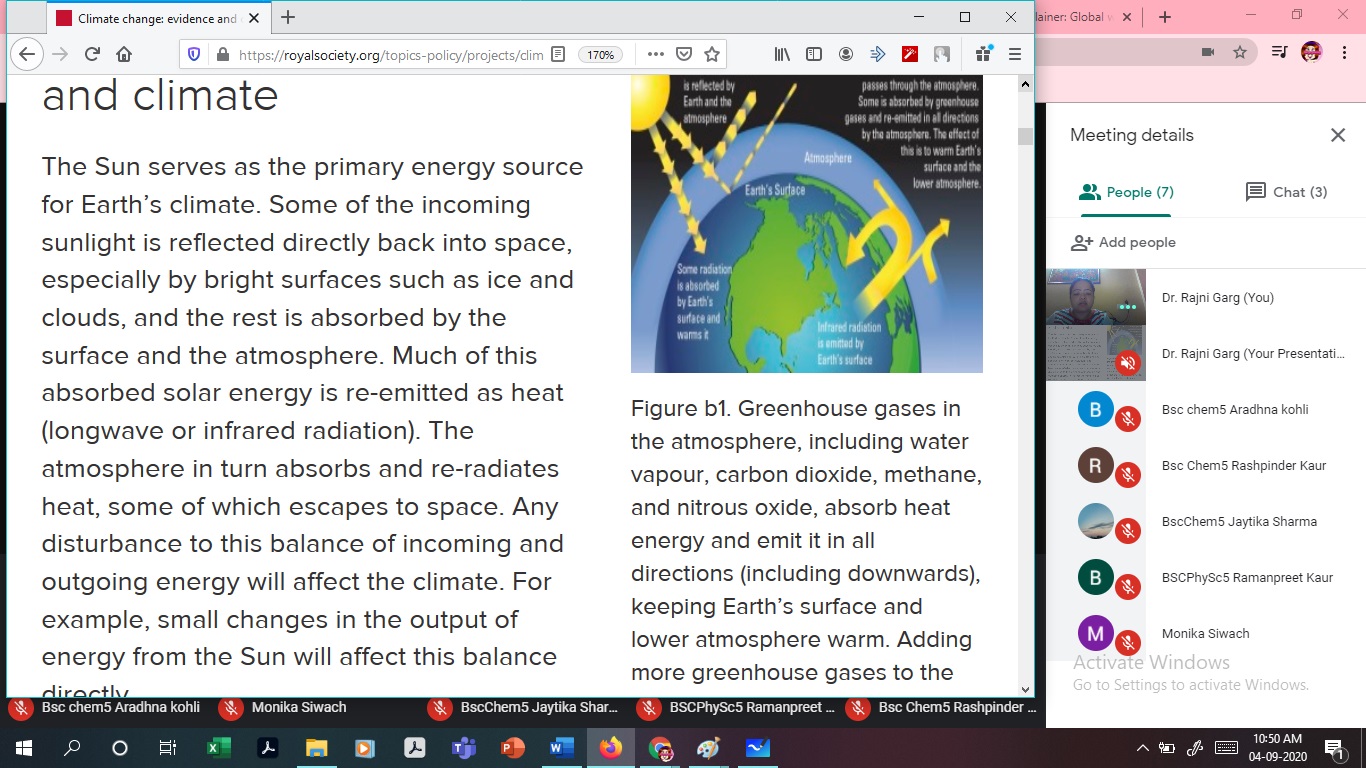 Climate change: evidence and
lainer: Global
https://royalsociety.org/topics-policy/projects/clim
170%
and climate
The Sun serves as the primary energy source
for Earth’s climate. Some of the incoming
sunlight is reflected directly back into space,
especially by bright surfaces such as ice and
clouds, and the rest is absorbed by the
surface and the atmosphere. Much of this
absorbed solar energy is re-emitted as heat
(longwave or infrared radiation). The
atmosphere in turn absorbs and re-radiates
heat, some of which escapes to space. Any
disturbance to this balance of incoming and
outgoing energy will affect the climate. For
example, small changes in the output of
energy from the Sun will affect this balance
directly
is reflected by
Earth and the
atmosphere
passes through the atmosphere.
Some is absorbed by greenhouse
gases and re-emitted in all directions
by the atmosphere. The effect of
this is to warm Earth's
surface and the
lower atmosphere.
Atmosphere
Earth's Surface
Some radiation
is absorbed
by Earth's
surface and
warms it
Infrared radiation
is emitted by
Earth's surface
Figure b1. Greenhouse gases in
the atmosphere, including water
vapour, carbon dioxide, methane,
and nitrous oxide, absorb heat
energy and emit it in all
directions (including downwards),
keeping Earth’s surface and
lower atmosphere warm. Adding
more greenhouse gases to the
Meeting details
People (7)
Chat (3)
Add people
Dr. Rajni Garg (You)
Dr. Rajni Garg (Your Presentati...
B
Bsc chem5 Aradhna kohli
R
Bsc Chem5 Rashpinder Kaur
BscChem5 Jaytika Sharma
B
BSCPhySc5 Ramanpreet Kaur
M
Monika Siwach
Activate Windows
Go to Settings to activate Windows.
Bsc chem5 Aradhna kohli
Monika Siwach
BscChem5 Jaytika Shar...
BSCPhySc5 Ramanpreet ...
Bsc Chem5 Rashpinder ...
10:50 AM
04-09-2020
1